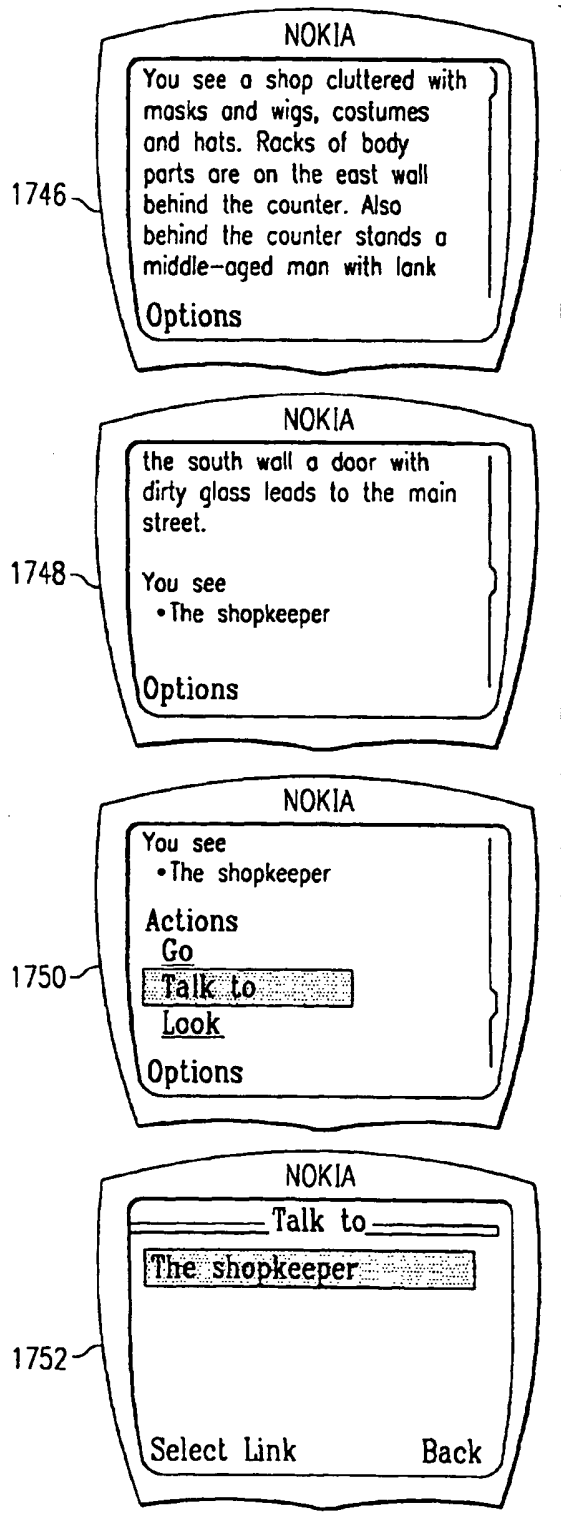 NOKIA
You see a shop cluttered with
masks and wigs, costumes
and hats. Racks of body
parts are on the east wall
behind the counter. Also
behind the counter stands a
middle-aged man with lank
Options
1746
NOKIA
the south wall a door with
dirty glass leads to the main
street.
You see
•The shopkeeper
Options
1748
NOKIA
You see
•The shopkeeper
Actions
Go
Talk to
Look
Options
1750
NOKIA
Talk to
The shopkeeper
Select Link Back
1752